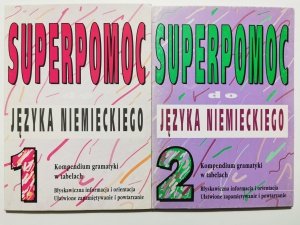 SUPERPOMOC
JĘZYKA NIEMIECKIEGO
1
Kompendium gramatyki
w tabelach
Błyskawiczna informacja i orientacja
Ułatwione zapamiętywanie i powtarzanie
SUPERPOMOC
do
JĘZYKA NIEMIECKIEGO
2
Kompendium gramatyki
w tabelach
Błyskawiczna informacja i orientacja
Ułatwione zapamiętywanie i powtarzanie